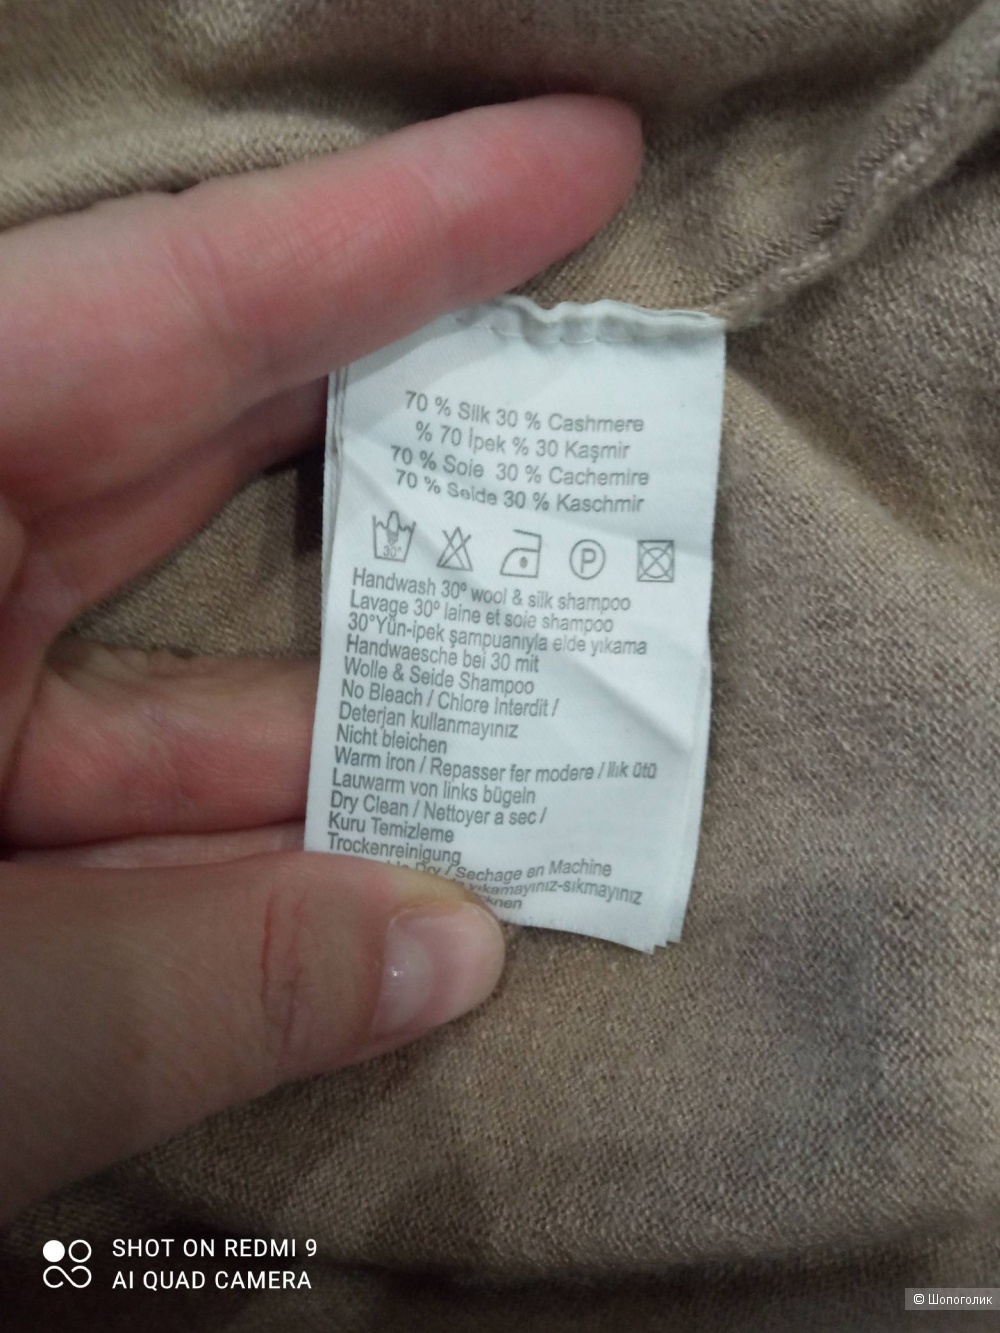 70 % Silk 30 % Cashmere
% 70 İpek % 30 Kaşmir
70 % Soie 30 % Cachemire
70 % Seide 30 % Kaschmir
30°
P
Handwash 30º wool & silk shampoo
Lavage 30º laine et soie shampoo
30°Yün-ipek şampuanıyla elde yıkama
Handwaesche bei 30 mit
Wolle & Seide Shampoo
No Bleach / Chlore Interdit /
Deterjan kullanmayınız
Nicht bleichen
Warm iron / Repasser fer modere / Ilık ütü
Lauwarm von links bügeln
Dry Clean / Nettoyer a sec /
Kuru Temizleme
Trockenreinigung
Dry / Sechage en Machine
yıkamayınız-sıkmayınız
SHOT ON REDMI 9
AI QUAD CAMERA
© Шопоголик